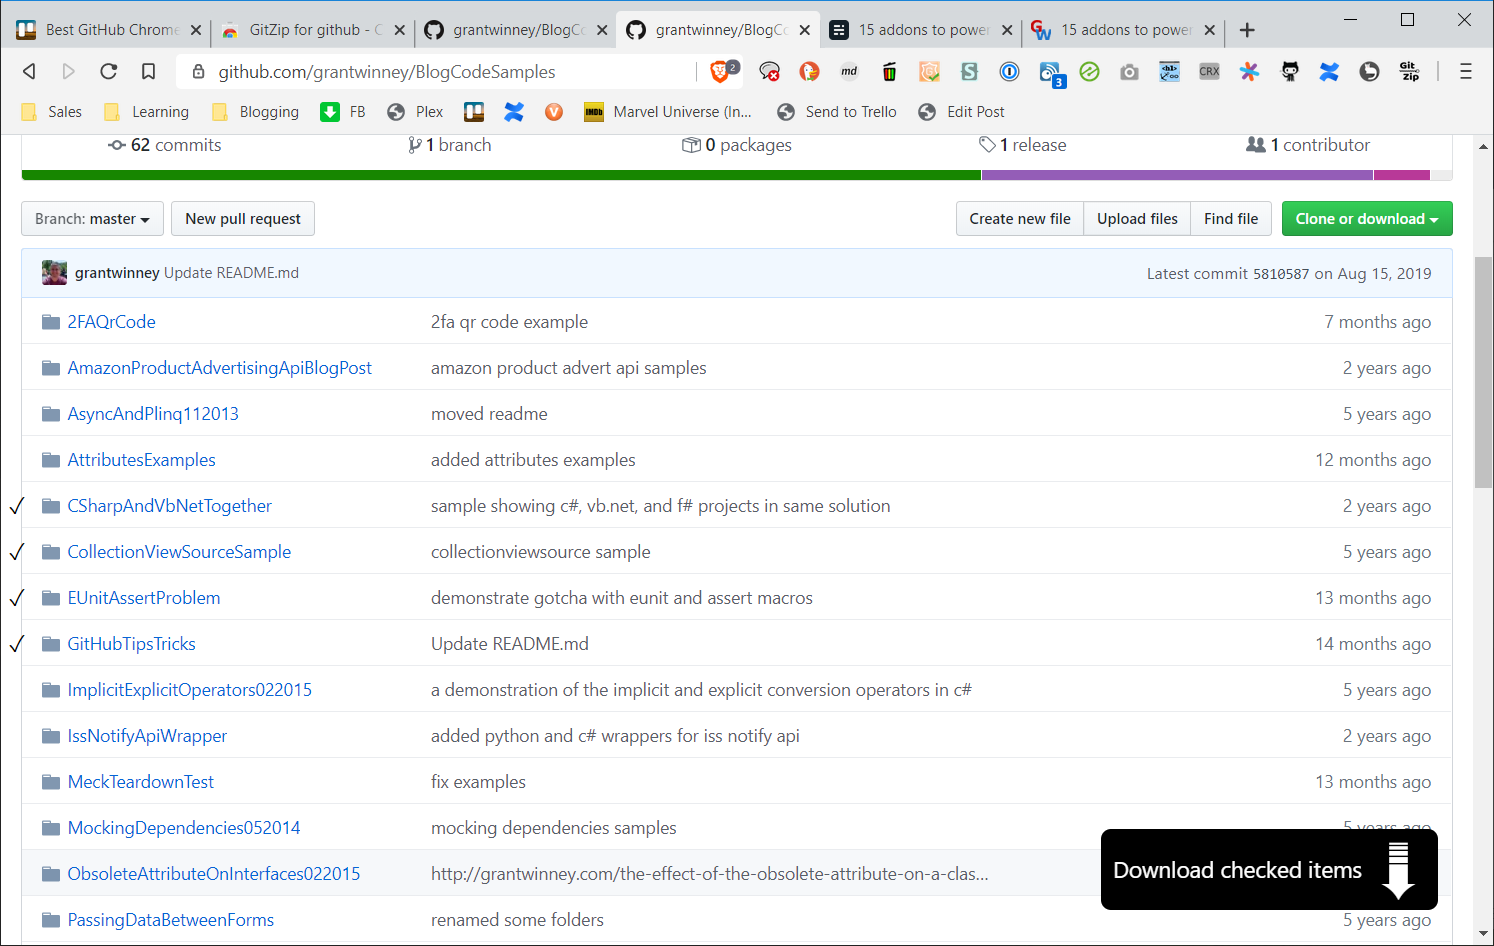 Best GitHub Chrome
GitZip for github - C
grantwinney/BlogCo
grantwinney/BlogCo
15 addons to power
15 addons to power
github.com/grantwinney/BlogCodeSamples
2
md
3
<h1>
CRX
Git Zip
Sales
Learning
Blogging
FB
Plex
IMDb
Marvel Universe (In...
Send to Trello
Edit Post
62 commits
1 branch
0 packages
1 release
1 contributor
Branch: master
New pull request
Create new file
Upload files
Find file
Clone or download
grantwinney Update README.md
Latest commit 5810587 on Aug 15, 2019
2FAQrCode 2fa qr code example 7 months ago
AmazonProductAdvertisingApiBlogPost amazon product advert api samples 2 years ago
AsyncAndPlinq112013 moved readme 5 years ago
AttributesExamples added attributes examples 12 months ago
CSharpAndVbNetTogether sample showing c#, vb.net, and f# projects in same solution 2 years ago
CollectionViewSourceSample collectionviewsource sample 5 years ago
EUnitAssertProblem demonstrate gotcha with eunit and assert macros 13 months ago
GitHubTipsTricks Update README.md 14 months ago
ImplicitExplicitOperators022015 a demonstration of the implicit and explicit conversion operators in c# 5 years ago
IssNotifyApiWrapper added python and c# wrappers for iss notify api 2 years ago
MeckTeardownTest fix examples 13 months ago
MockingDependencies052014 mocking dependencies samples 5 years ago
ObsoleteAttributeOnInterfaces022015 http://grantwinney.com/the-effect-of-the-obsolete-attribute-on-a-clas...
Download checked items
PassingDataBetweenForms renamed some folders 5 years ago